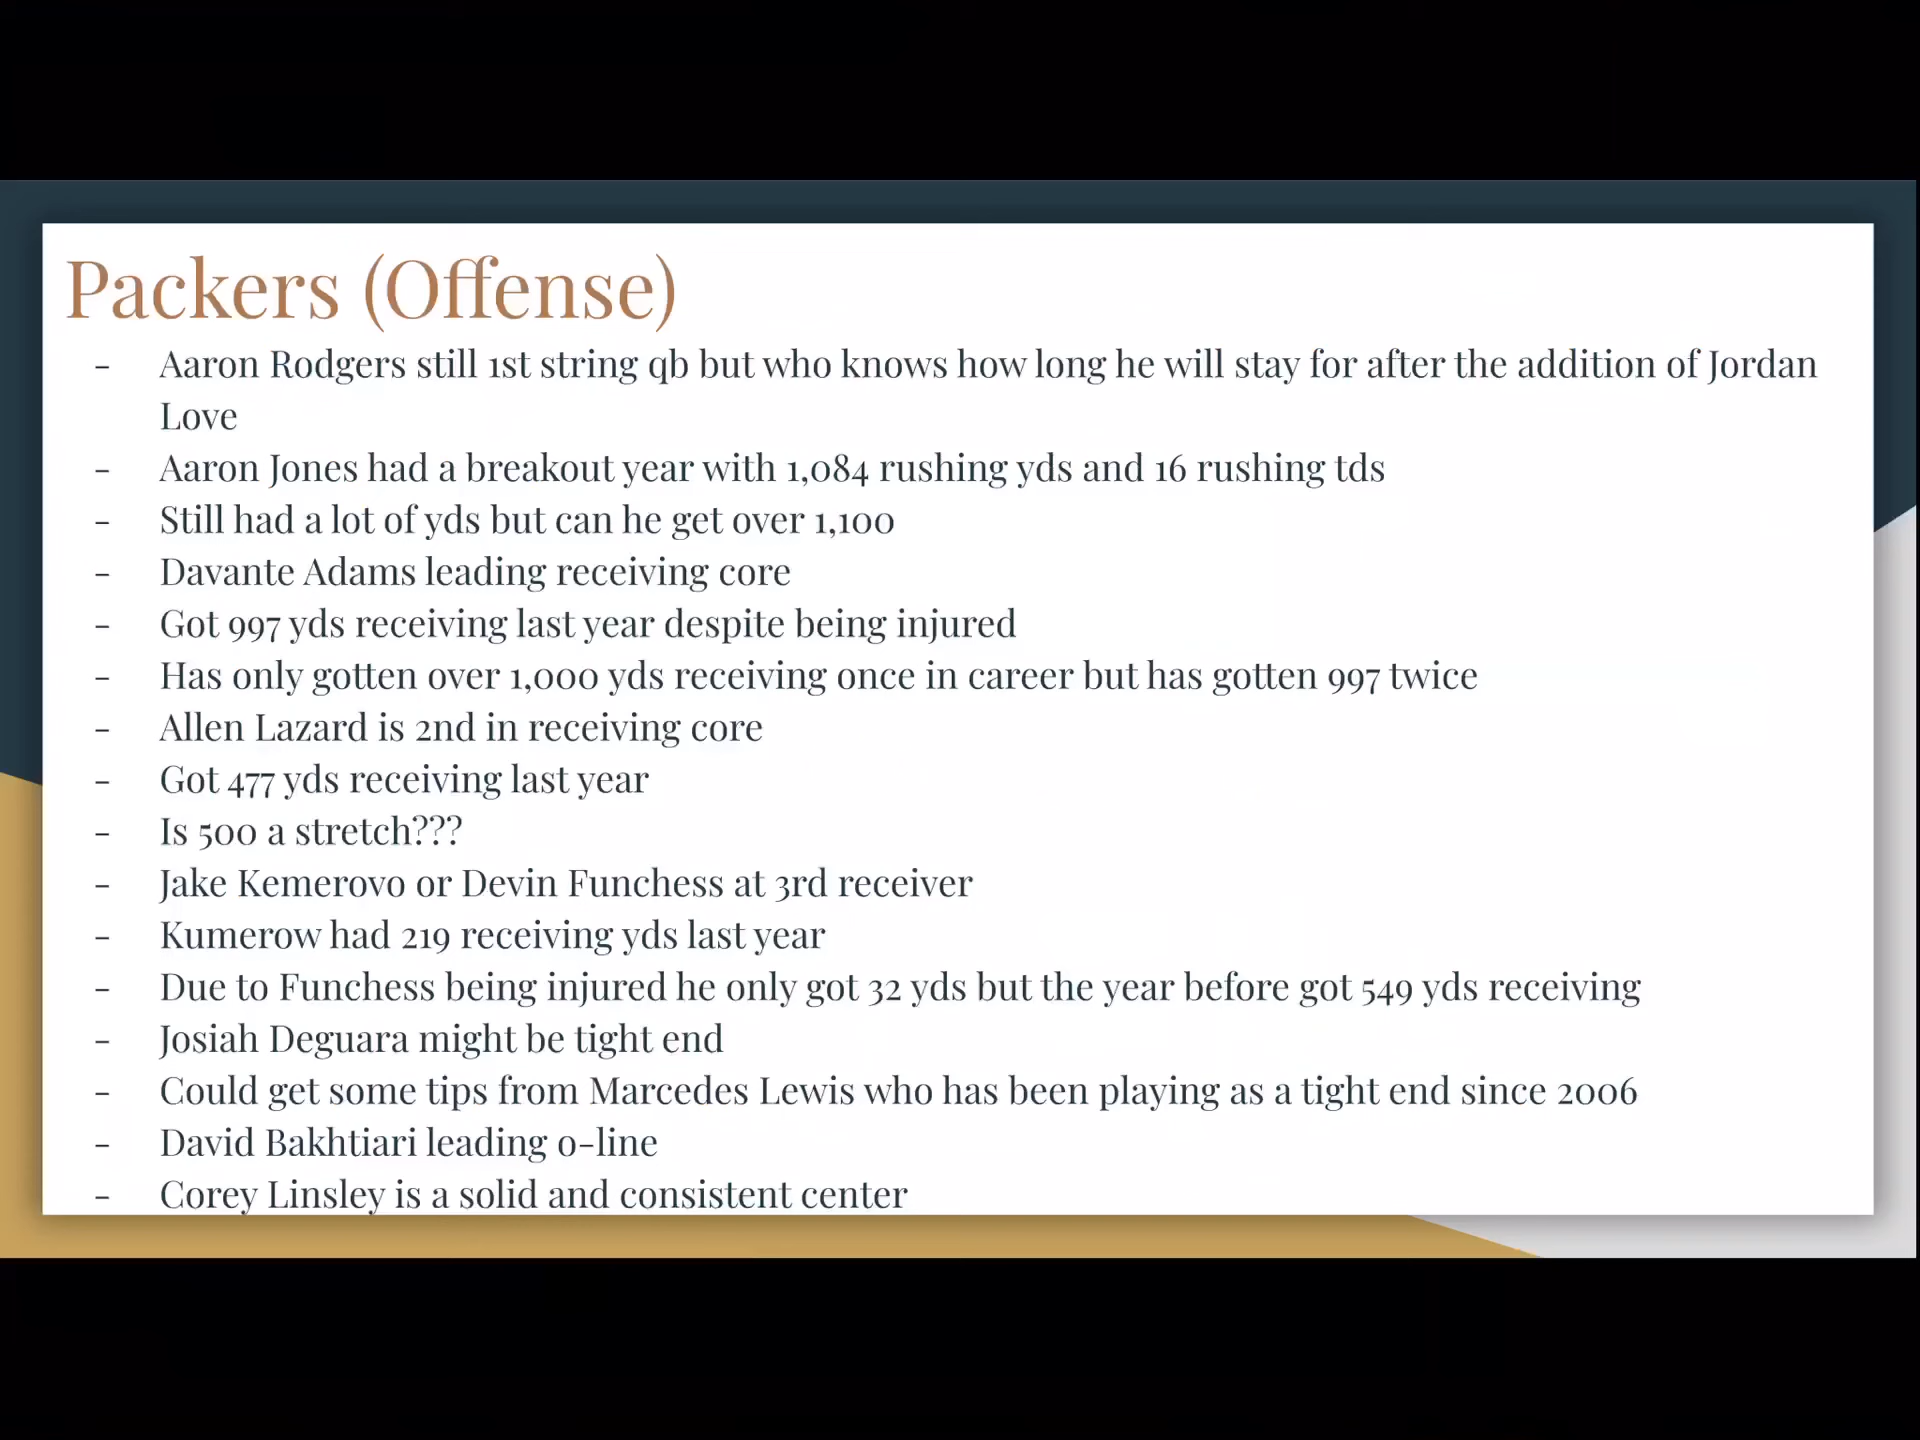 Packers (Offense)
- Aaron Rodgers still 1st string qb but who knows how long he will stay for after the addition of Jordan
Love
- Aaron Jones had a breakout year with 1,084 rushing yds and 16 rushing tds
- Still had a lot of yds but can he get over 1,100
- Davante Adams leading receiving core
- Got 997 yds receiving last year despite being injured
- Has only gotten over 1,000 yds receiving once in career but has gotten 997 twice
- Allen Lazard is 2nd in receiving core
- Got 477 yds receiving last year
- Is 500 a stretch???
- Jake Kemerovo or Devin Funchess at 3rd receiver
- Kumerow had 219 receiving yds last year
- Due to Funchess being injured he only got 32 yds but the year before got 549 yds receiving
- Josiah Deguara might be tight end
- Could get some tips from Marcedes Lewis who has been playing as a tight end since 2006
- David Bakhtiari leading o-line
- Corey Linsley is a solid and consistent center